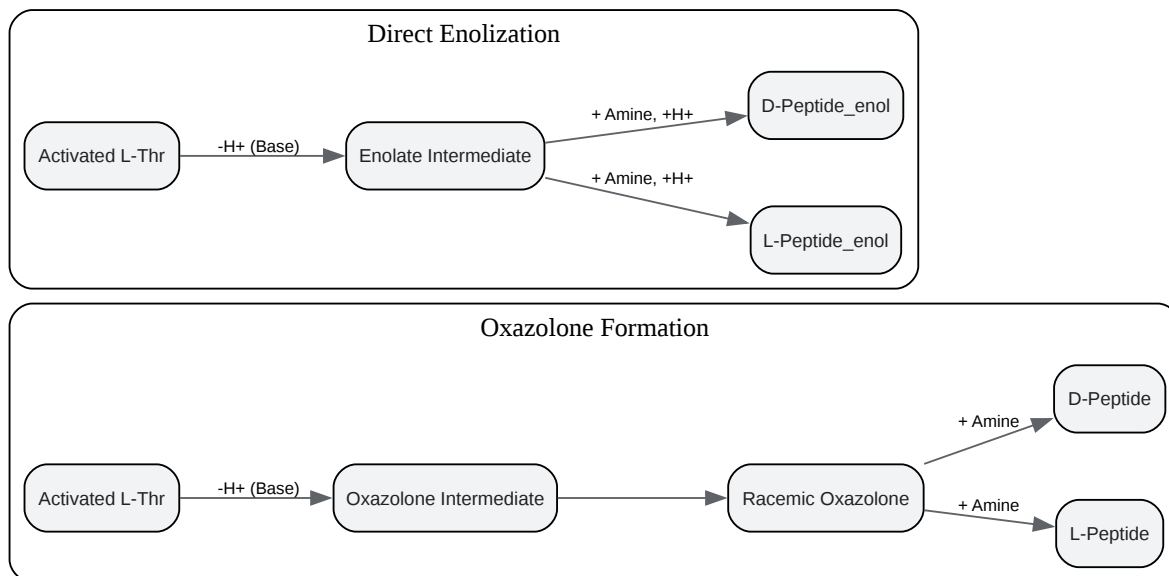 Direct Enolization
Activated L-Thr
-H+ (Base)
Enolate Intermediate
+ Amine, +H+
D-Peptide_enol
+ Amine, +H+
L-Peptide_enol
Oxazolone Formation
Activated L-Thr
-H+ (Base)
Oxazolone Intermediate
Racemic Oxazolone
+ Amine
D-Peptide
+ Amine
L-Peptide